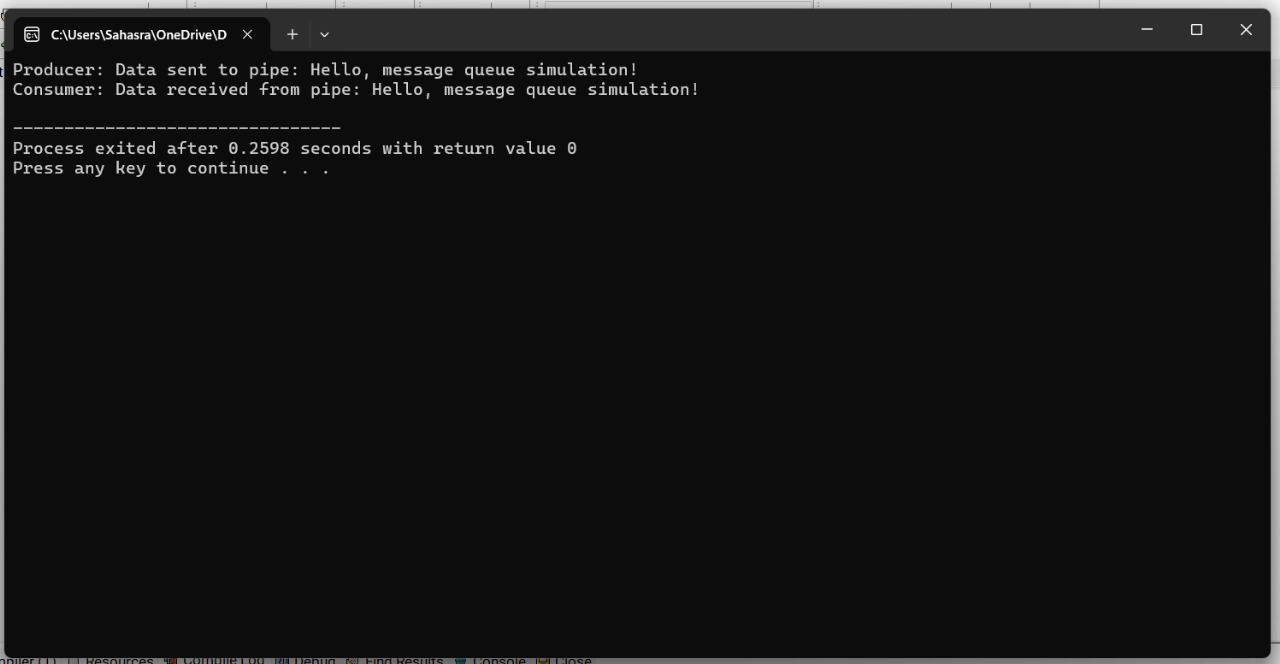 C:\Users\Sahasra\OneDrive\D
Producer: Data sent to pipe: Hello, message queue simulation!
Consumer: Data received from pipe: Hello, message queue simulation!
--------------------------------
Process exited after 0.2598 seconds with return value 0
Press any key to continue . . .
Resources Compile Log Debug Find Results Console Close